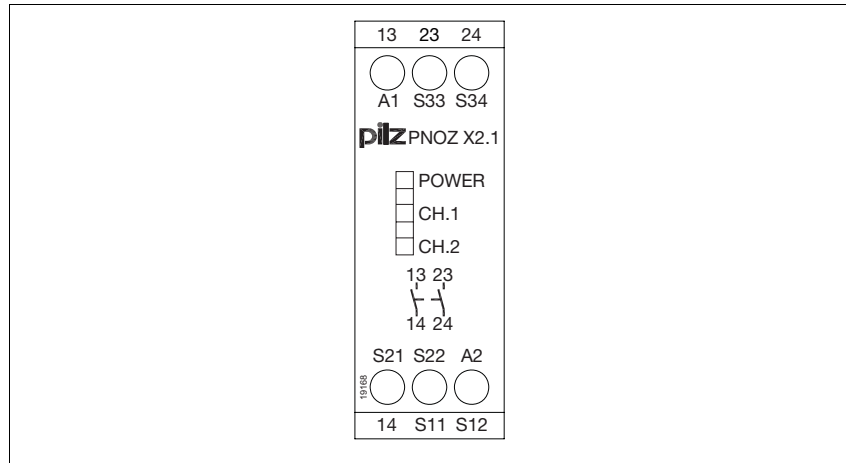 13 23 24
A1 S33 S34
pilz PNOZ X2.1
POWER
CH.1
CH.2
13 23
14 24
S21 S22 A2
19168
14 S11 S12